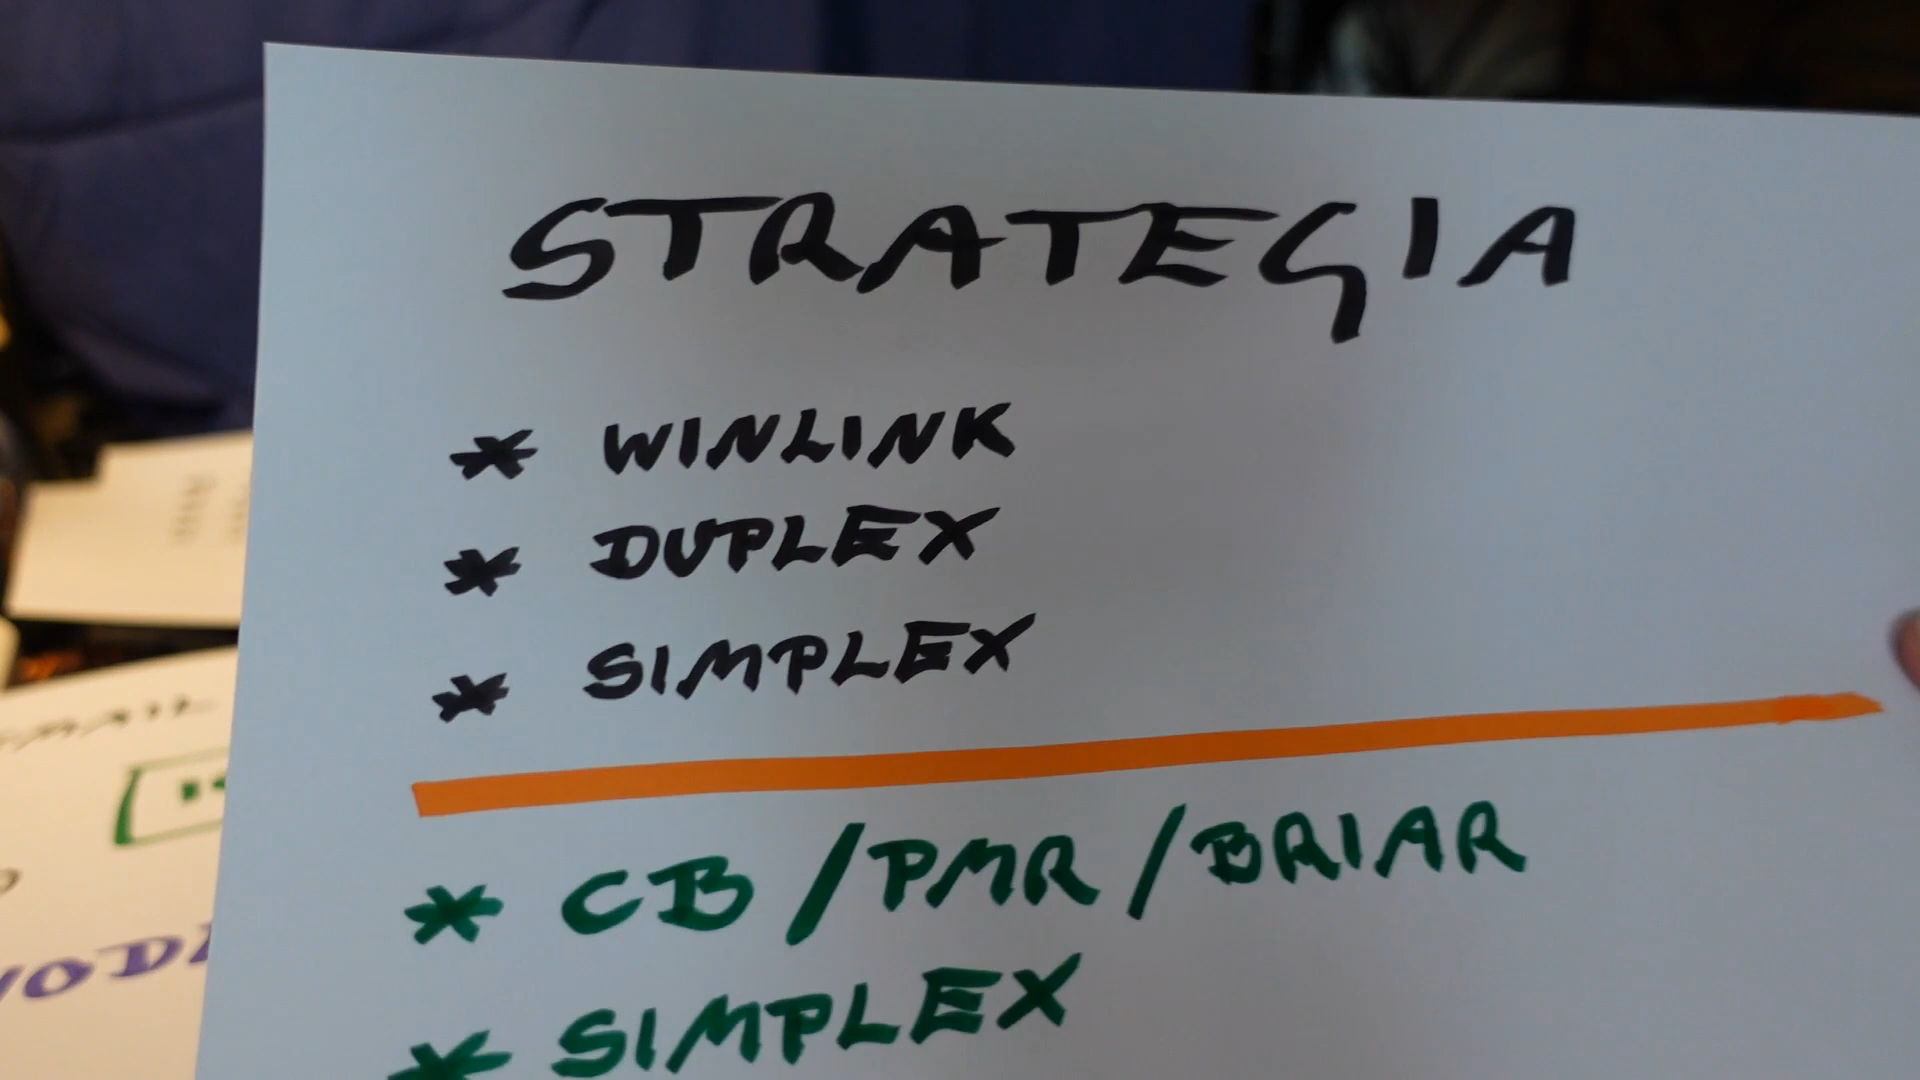 STRATEGIA
* WINLINK
* DUPLEX
* SIMPLEX
* CB / PMR / BRIAR
* SIMPLEX